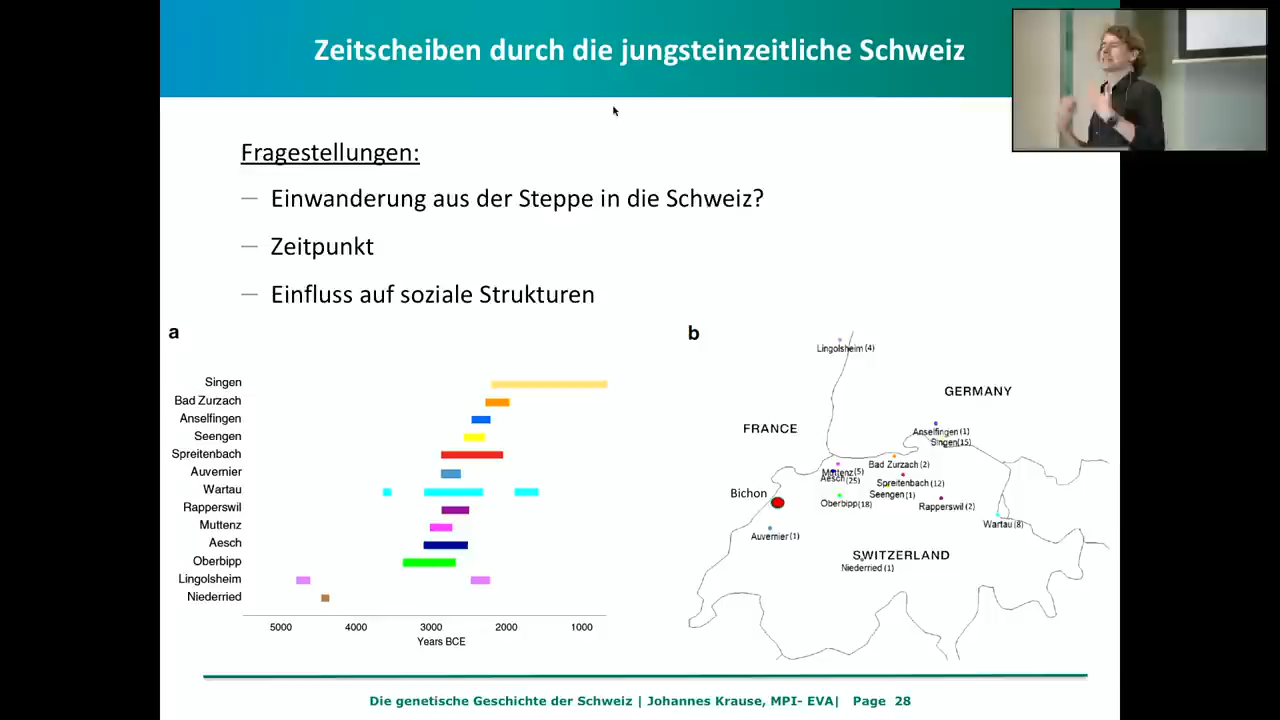 Zeitscheiben durch die jungsteinzeitliche Schweiz
Fragestellungen:
— Einwanderung aus der Steppe in die Schweiz?
— Zeitpunkt
— Einfluss auf soziale Strukturen
a
Singen
Bad Zurzach
Anselfingen
Seengen
Spreitenbach
Auvernier
Wartau
Rapperswil
Muttenz
Aesch
Oberbipp
Lingolsheim
Niederried
5000 4000 3000 2000 1000
Years BCE
b
Lingolsheim (4)
GERMANY
FRANCE
Anselfingen (1)
Singen(15)
Muttenz(5)
Bad Zurzach (2)
Aesch(25)
Spreitenbach (12)
Bichon
Seengen (1)
Oberbipp(18)
Rapperswil (2)
Wartau (8)
Auvernier (1)
SWITZERLAND
Niederried (1)
Die genetische Geschichte der Schweiz | Johannes Krause, MPI- EVA| Page 28